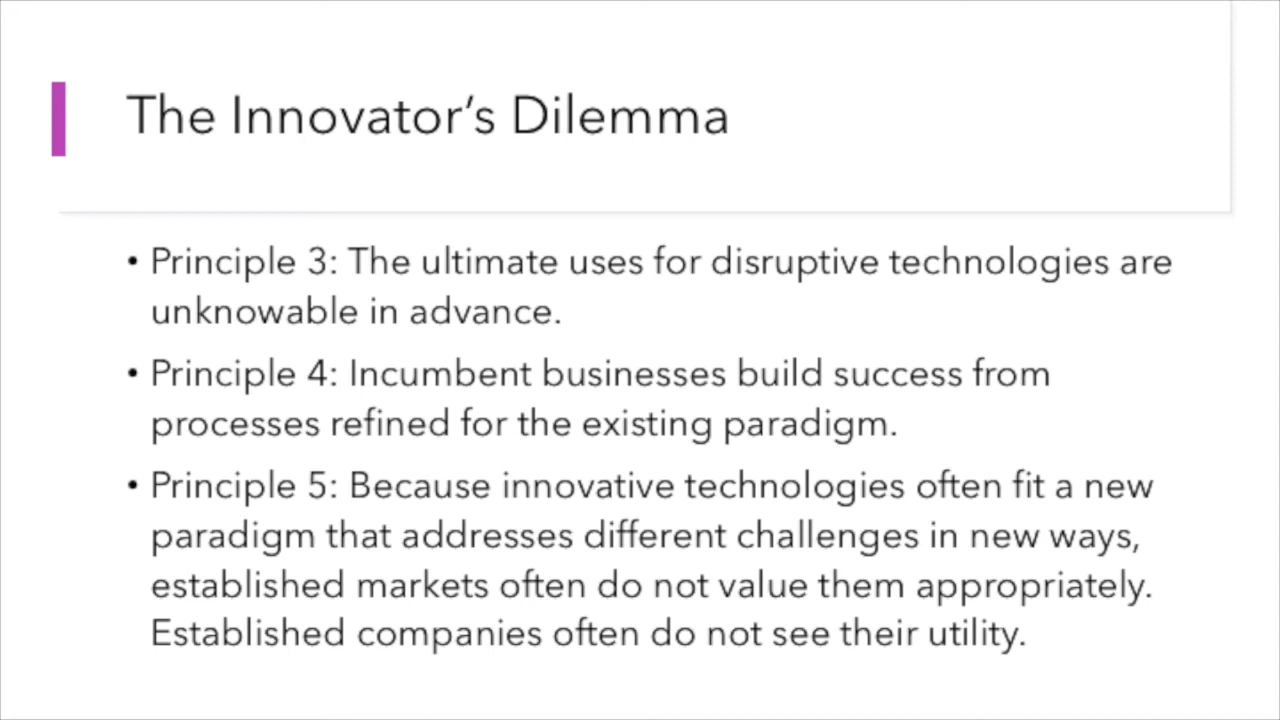 The Innovator’s Dilemma
• Principle 3: The ultimate uses for disruptive technologies are
unknowable in advance.
• Principle 4: Incumbent businesses build success from
processes refined for the existing paradigm.
• Principle 5: Because innovative technologies often fit a new
paradigm that addresses different challenges in new ways,
established markets often do not value them appropriately.
Established companies often do not see their utility.